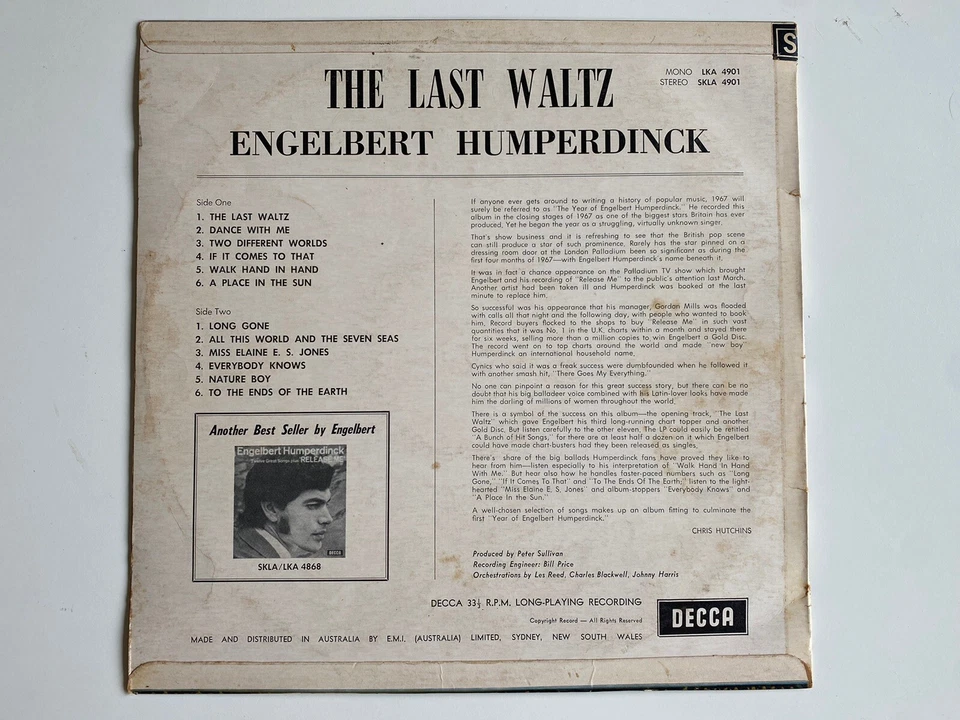 S
THE LAST WALTZ
MONO LKA 4901
STEREO SKLA 4901
ENGELBERT HUMPERDINCK
Side One
1. THE LAST WALTZ
2. DANCE WITH ME
3. TWO DIFFERENT WORLDS
4. IF IT COMES TO THAT
5. WALK HAND IN HAND
6. A PLACE IN THE SUN
Side Two
1. LONG GONE
2. ALL THIS WORLD AND THE SEVEN SEAS
3. MISS ELAINE E. S. JONES
4. EVERYBODY KNOWS
5. NATURE BOY
6. TO THE ENDS OF THE EARTH
Another Best Seller by Engelbert
Engelbert Humperdinck
Twelve Great Songs plus RELEASE ME
DECCA
SKLA/LKA 4868
If anyone ever gets around to writing a history of popular music, 1967 will
surely be referred to as "The Year of Engelbert Humperdinck." He recorded this
album in the closing stages of 1967 as one of the biggest stars Britain has ever
produced. Yet he began the year as a struggling, virtually unknown singer.
That's show business and it is refreshing to see that the British pop scene
can still produce a star of such prominence. Rarely has the star pinned on a
dressing room door at the London Palladium been so significant as during the
first four months of 1967—with Engelbert Humperdinck's name beneath it.
It was in fact a chance appearance on the Palladium TV show which brought
Engelbert and his recording of "Release Me" to the public's attention last March.
Another artist had been taken ill and Humperdinck was booked at the last
minute to replace him.
So successful was his appearance that his manager, Gordon Mills was flooded
with calls all that night and the following day, with people who wanted to book
him. Record buyers flocked to the shops to buy "Release Me" in such vast
quantities that it was No. 1 in the U.K. charts within a month and stayed there
for six weeks, selling more than a million copies to win Engelbert a Gold Disc.
The record went on to top charts around the world and made "new boy"
Humperdinck an international household name.
Cynics who said it was a freak success were dumbfounded when he followed it
with another smash hit, "There Goes My Everything."
No one can pinpoint a reason for this great success story, but there can be no
doubt that his big balladeer voice combined with his Latin-lover looks have made
him the darling of millions of women throughout the world.
There is a symbol of the success on this album—the opening track, "The Last
Waltz" which gave Engelbert his third long-running chart topper and another
Gold Disc. But listen carefully to the other eleven. The LP could easily be retitled
"A Bunch of Hit Songs," for there are at least half a dozen on it which Engelbert
could have made chart-busters had they been released as singles.
There's share of the big ballads Humperdinck fans have proved they like to
hear from him—listen especially to his interpretation of "Walk Hand In Hand
With Me." But hear also how he handles faster-paced numbers such as "Long
Gone," "If It Comes To That" and "To The Ends Of The Earth;" listen to the light-
hearted "Miss Elaine E. S. Jones" and album-stoppers "Everybody Knows" and
"A Place In the Sun."
A well-chosen selection of songs makes up an album fitting to culminate the
first "Year of Engelbert Humperdinck."
CHRIS HUTCHINS
Produced by Peter Sullivan
Recording Engineer: Bill Price
Orchestrations by Les Reed, Charles Blackwell, Johnny Harris
DECCA 33⅓ R.P.M. LONG-PLAYING RECORDING
Copyright Record — All Rights Reserved
DECCA
MADE AND DISTRIBUTED IN AUSTRALIA BY E.M.I. (AUSTRALIA) LIMITED, SYDNEY, NEW SOUTH WALES